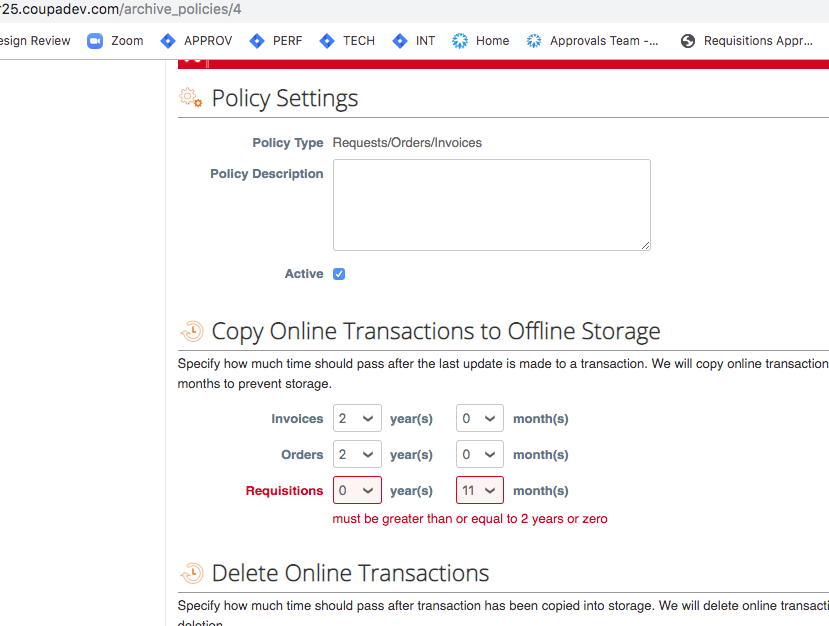 r25.coupadev.com/archive_policies/4
esign Review Zoom APPROV PERF TECH INT Home Approvals Team -... Requisitions Appr...
Policy Settings
Policy Type Requests/Orders/Invoices
Policy Description
Active
Copy Online Transactions to Offline Storage
Specify how much time should pass after the last update is made to a transaction. We will copy online transaction
months to prevent storage.
Invoices 2 year(s) 0 month(s)
Orders 2 year(s) 0 month(s)
Requisitions 0 year(s) 11 month(s)
must be greater than or equal to 2 years or zero
Delete Online Transactions
Specify how much time should pass after transaction has been copied into storage. We will delete online transacti
deletion.